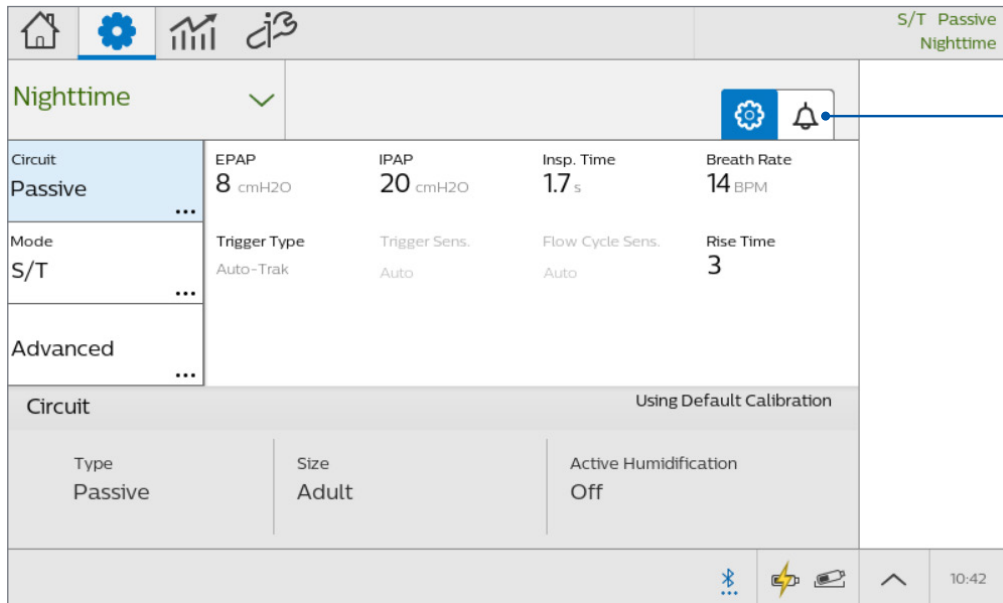 S/T Passive
Nighttime
Nighttime
Circuit
Passive
...
EPAP
8 cmH2O
IPAP
20 cmH2O
Insp. Time
1.7 s
Breath Rate
14 BPM
Mode
S/T
...
Trigger Type
Auto-Trak
Trigger Sens.
Auto
Flow Cycle Sens.
Auto
Rise Time
3
Advanced
...
Circuit
Using Default Calibration
Type
Passive
Size
Adult
Active Humidification
Off
10:42